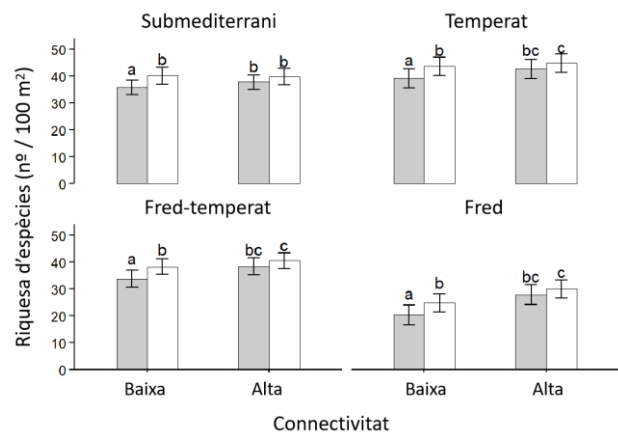 Submediterrani
Temperat
50
40
30
20
10
0
a
b
b
b
a
b
bc
c
Fred-temperat
Fred
50
40
30
20
10
0
a
b
bc
c
a
b
bc
c
Baixa
Alta
Baixa
Alta
Connectivitat
Riquesa d'espècies (nº / 100 m²)